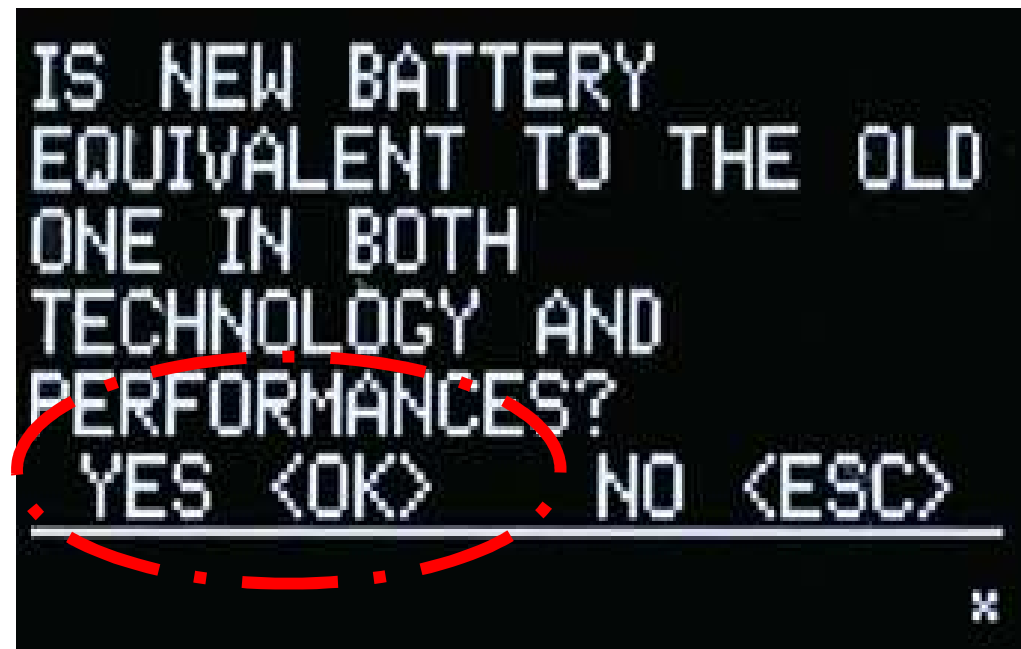 IS NEW BATTERY
EQUIVALENT TO THE OLD
ONE IN BOTH
TECHNOLOGY AND
PERFORMANCES?
YES <OK> NO <ESC>
x